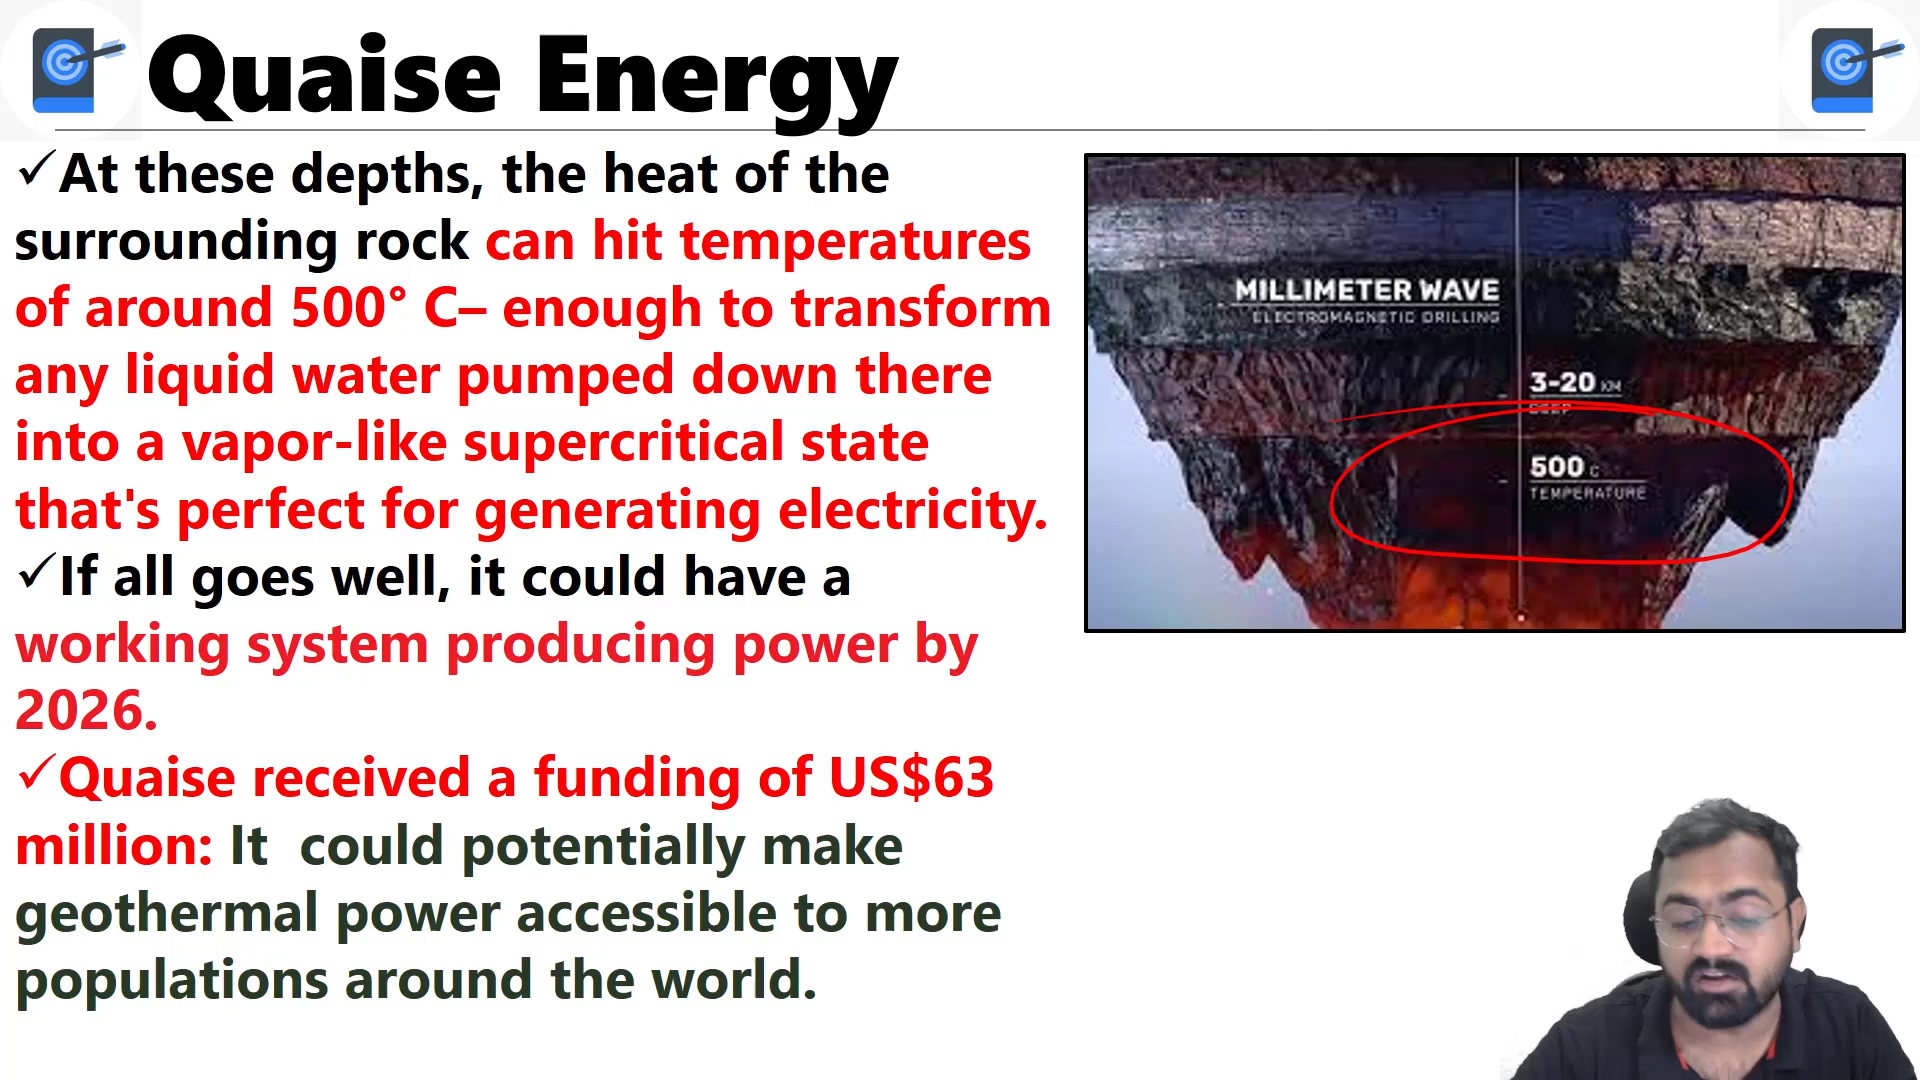 Quaise Energy
✓At these depths, the heat of the
surrounding rock can hit temperatures
of around 500° C– enough to transform
any liquid water pumped down there
into a vapor-like supercritical state
that's perfect for generating electricity.
✓If all goes well, it could have a
working system producing power by
2026.
✓Quaise received a funding of US$63
million: It  could potentially make
geothermal power accessible to more
populations around the world.
MILLIMETER WAVE
ELECTROMAGNETIC DRILLING
3-20 KM
DEEP
500 C
TEMPERATURE